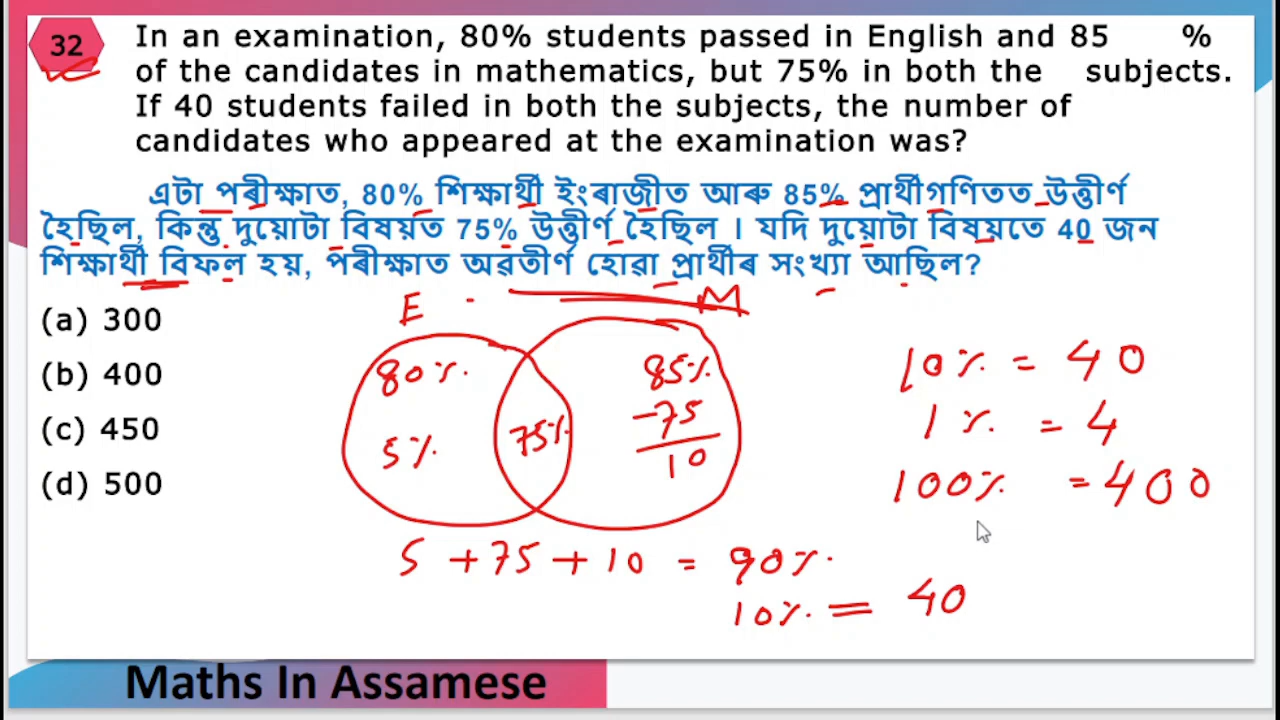 32
In an examination, 80% students passed in English and 85 %
of the candidates in mathematics, but 75% in both the subjects.
If 40 students failed in both the subjects, the number of
candidates who appeared at the examination was?
এটা পৰীক্ষাত, 80% শিক্ষাৰ্থী ইংৰাজীত আৰু 85% প্ৰাৰ্থীগণিতত উত্তীৰ্ণ
হৈছিল, কিন্তু দুয়োটা বিষয়ত 75% উত্তীৰ্ণ হৈছিল । যদি দুয়োটা বিষয়তে 40 জন
শিক্ষাৰ্থী বিফল হয়, পৰীক্ষাত অৱতীৰ্ণ হোৱা প্ৰাৰ্থীৰ সংখ্যা আছিল?
(a) 300
(b) 400
(c) 450
(d) 500
E M
80% 85%
5% 75% -75
10
5 + 75 + 10 = 90%
10% = 40
10% = 40
1% = 4
100% = 400
Maths In Assamese